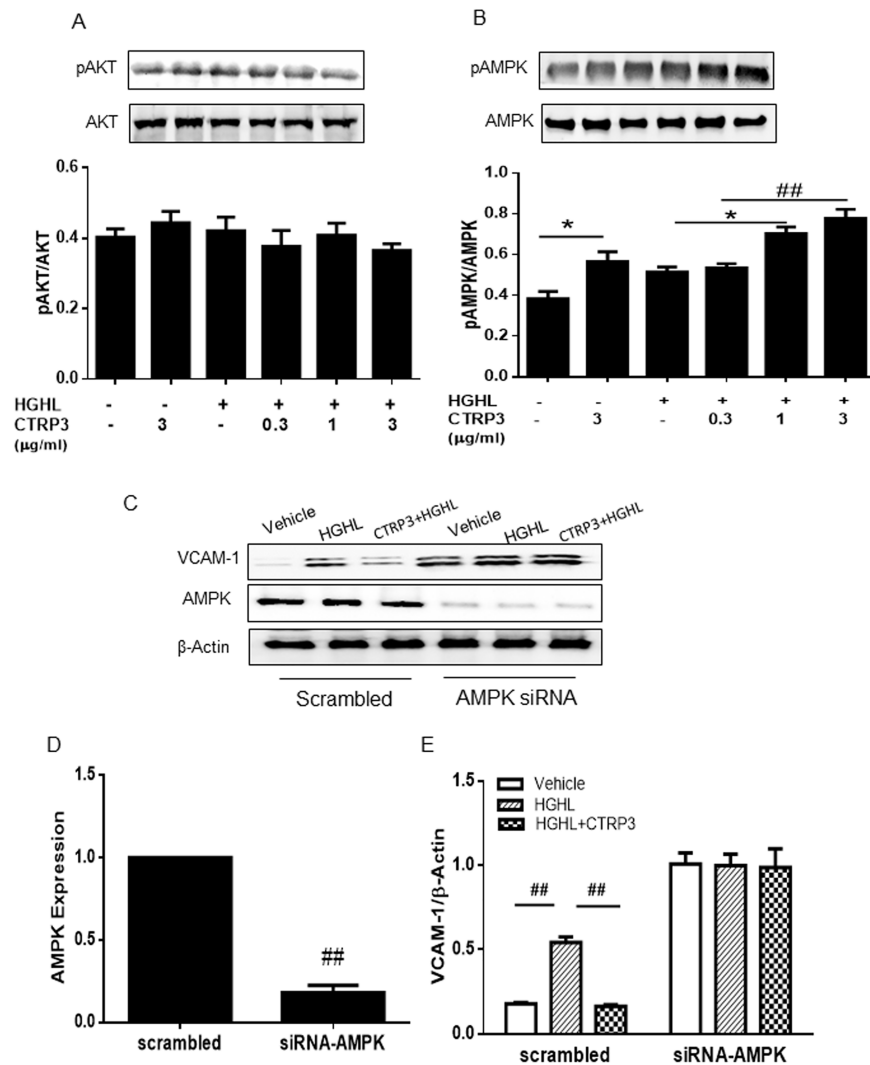 A
pAKT
AKT
0.6
0.4
0.2
0.0
pAKT/AKT
HGHL - - + + + +
CTRP3 - 3 - 0.3 1 3
(μg/ml)
B
pAMPK
AMPK
1.0
0.8
0.6
0.4
0.2
0.0
pAMPK/AMPK
*
*
##
HGHL - - + + + +
CTRP3 - 3 - 0.3 1 3
(μg/ml)
C
Vehicle HGHL CTRP3+HGHL Vehicle HGHL CTRP3+HGHL
VCAM-1
AMPK
β-Actin
Scrambled AMPK siRNA
D
1.5
1.0
0.5
0.0
AMPK Expression
##
scrambled siRNA-AMPK
E
1.5
1.0
0.5
0.0
VCAM-1/β-Actin
Vehicle
HGHL
HGHL+CTRP3
## ##
scrambled siRNA-AMPK